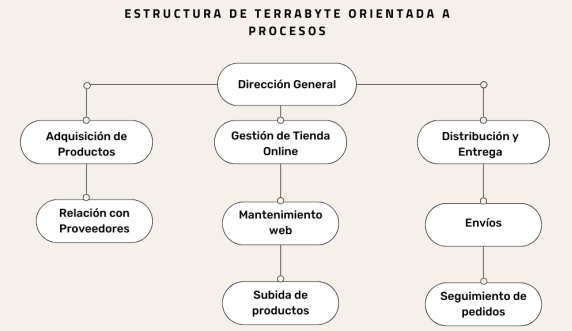 ESTRUCTURA DE TERRABYTE ORIENTADA A
PROCESOS
Dirección General
Adquisición de
Productos
Gestión de Tienda
Online
Distribución y
Entrega
Relación con
Proveedores
Mantenimiento
web
Envíos
Subida de
productos
Seguimiento de
pedidos